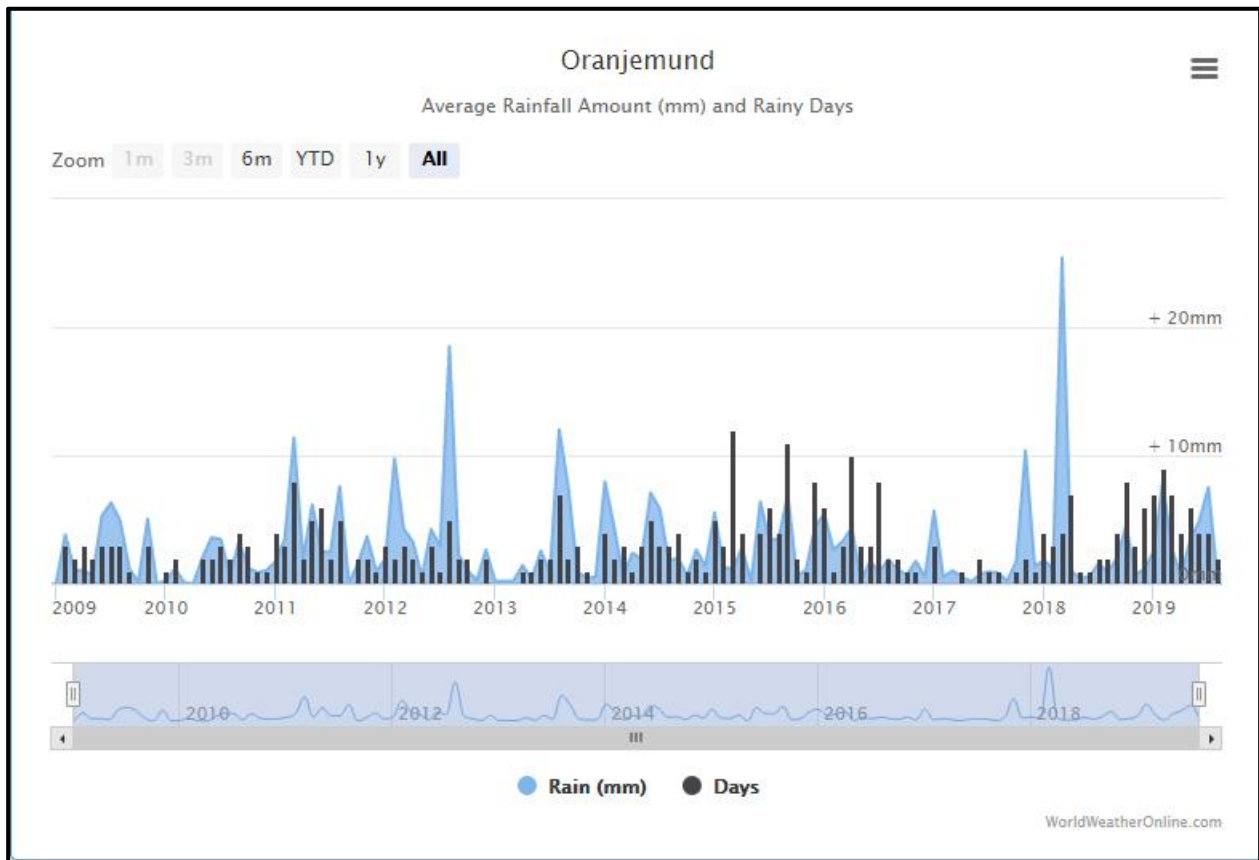 Oranjemund
Average Rainfall Amount (mm) and Rainy Days
Zoom 1m 3m 6m YTD 1y All
+ 20mm
+ 10mm
0mm
2009 2010 2011 2012 2013 2014 2015 2016 2017 2018 2019
2010 2012 2014 2016 2018
Rain (mm) Days
WorldWeatherOnline.com